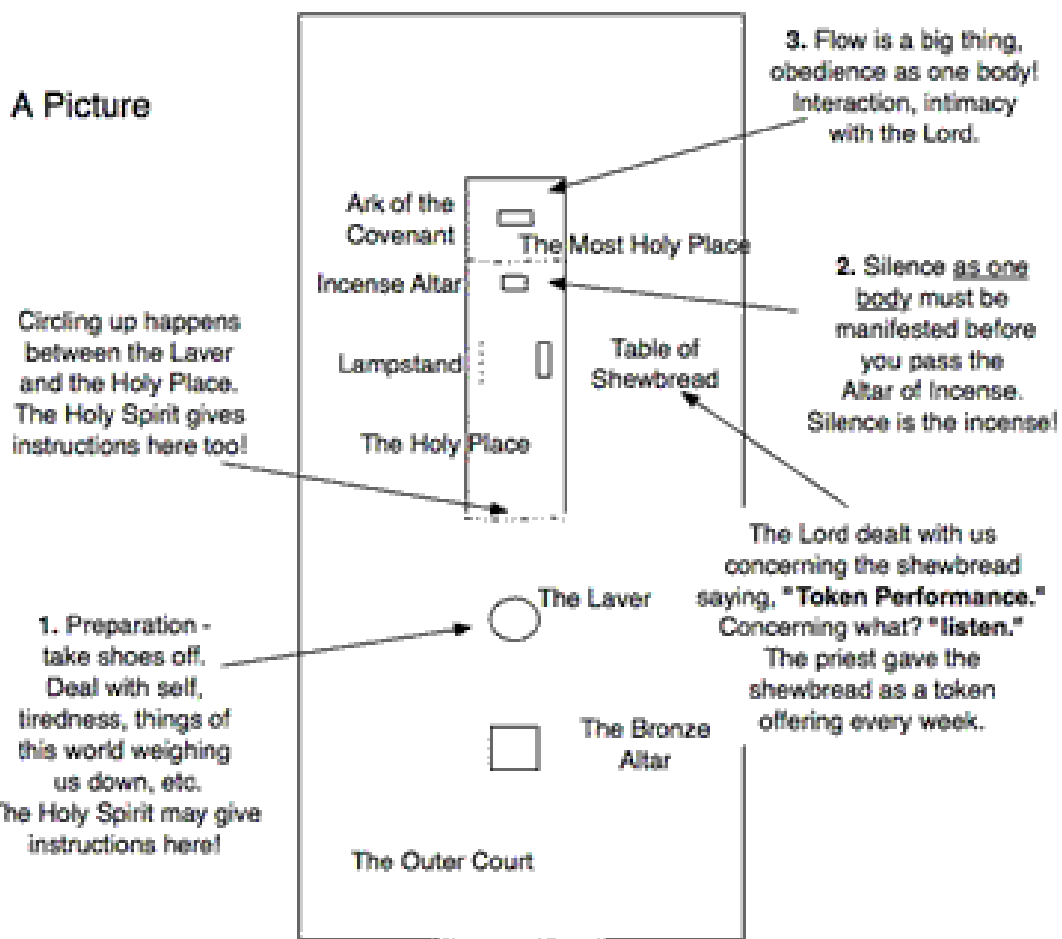 A Picture
3. Flow is a big thing,
obedience as one body!
Interaction, intimacy
with the Lord.
Ark of the
Covenant
The Most Holy Place
Incense Altar
2. Silence as one
body must be
manifested before
you pass the
Altar of Incense.
Silence is the incense!
Circling up happens
between the Laver
and the Holy Place.
The Holy Spirit gives
instructions here too!
Lampstand
Table of
Shewbread
The Holy Place
The Lord dealt with us
concerning the shewbread
saying, "Token Performance."
Concerning what? "listen."
The priest gave the
shewbread as a token
offering every week.
The Laver
1. Preparation -
take shoes off.
Deal with self,
tiredness, things of
this world weighing
us down, etc.
The Holy Spirit may give
instructions here!
The Bronze
Altar
The Outer Court